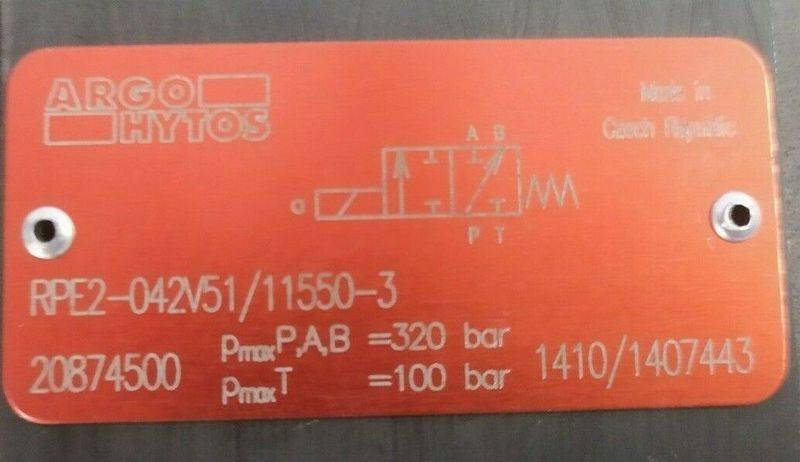 ARGO
HYTOS
Made in
Czech Republic
A B
a
P T
RPE2-042V51/11550-3
20874500
pmaxP,A,B =320 bar
pmaxT =100 bar
1410/1407443